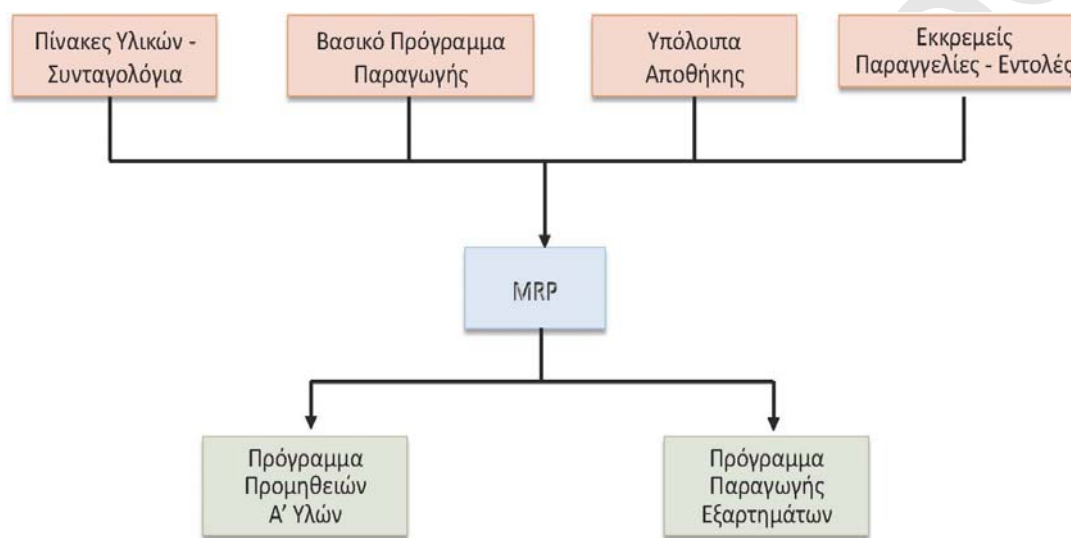 Πίνακες Υλικών -
Συνταγολόγια
Βασικό Πρόγραμμα
Παραγωγής
Υπόλοιπα
Αποθήκης
Εκκρεμείς
Παραγγελίες - Εντολές
MRP
Πρόγραμμα
Προμηθειών
Α' Υλών
Πρόγραμμα
Παραγωγής
Εξαρτημάτων